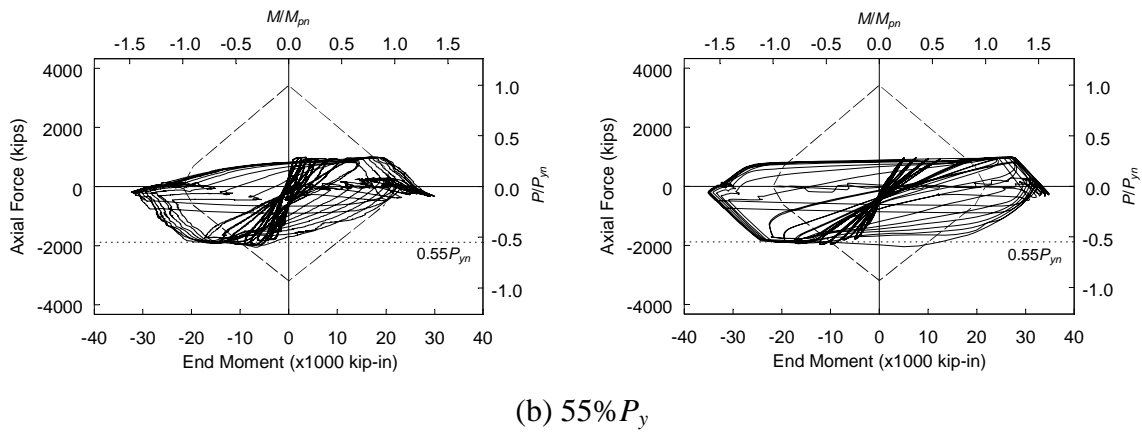 M/Mpn
-1.5 -1.0 -0.5 0.0 0.5 1.0 1.5
4000
2000
0
-2000
-4000
Axial Force (kips)
1.0
0.5
0.0
-0.5
-1.0
P/Pyn
0.55Pyn
-40 -30 -20 -10 0 10 20 30 40
End Moment (x1000 kip-in)
M/Mpn
-1.5 -1.0 -0.5 0.0 0.5 1.0 1.5
4000
2000
0
-2000
-4000
Axial Force (kips)
1.0
0.5
0.0
-0.5
-1.0
P/Pyn
0.55Pyn
-40 -30 -20 -10 0 10 20 30 40
End Moment (x1000 kip-in)
(b) 55%Py